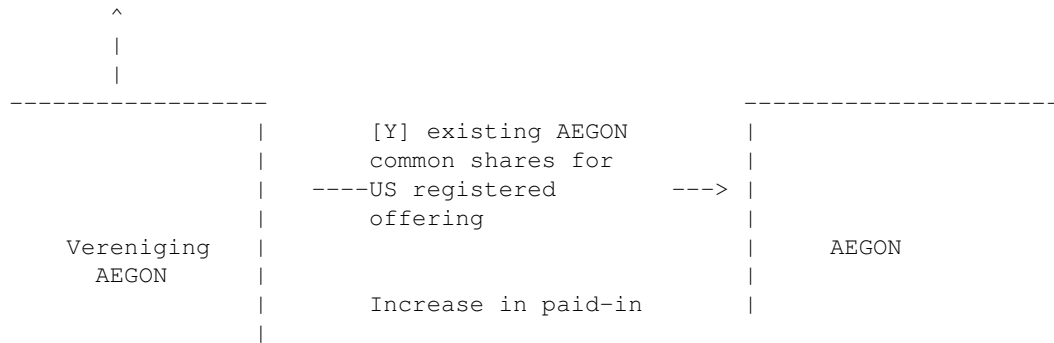 ^
|
|
------------------ ----------------------
| [Y] existing AEGON |
| common shares for |
| ----US registered ---> |
| offering |
Vereniging | | AEGON
AEGON | |
| Increase in paid-in |
|